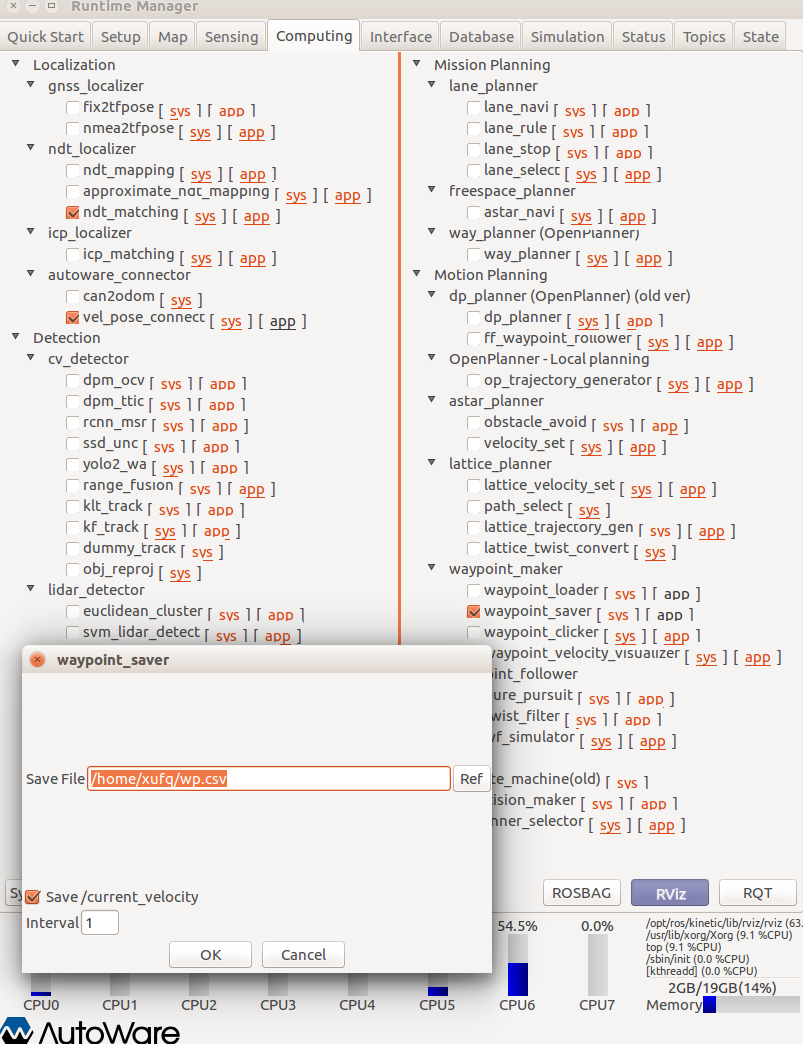 Runtime Manager
Quick Start Setup Map Sensing Computing Interface Database Simulation Status Topics State
Localization
gnss_localizer
fix2tfpose [ sys ] [ app ]
nmea2tfpose [ sys ] [ app ]
ndt_localizer
ndt_mapping [ sys ] [ app ]
approximate_ndt_mapping [ sys ] [ app ]
ndt_matching [ sys ] [ app ]
icp_localizer
icp_matching [ sys ] [ app ]
autoware_connector
can2odom [ sys ]
vel_pose_connect [ sys ] [ app ]
Detection
cv_detector
dpm_ocv [ sys ] [ app ]
dpm_ttic [ sys ] [ app ]
rcnn_msr [ sys ] [ app ]
ssd_unc [ sys ] [ app ]
yolo2_wa [ sys ] [ app ]
range_fusion [ sys ] [ app ]
klt_track [ sys ] [ app ]
kf_track [ sys ] [ app ]
dummy_track [ sys ]
obj_reproj [ sys ]
lidar_detector
euclidean_cluster [ sys ] [ app ]
svm_lidar_detect [ sys ] [ app ]
Mission Planning
lane_planner
lane_navi [ sys ] [ app ]
lane_rule [ sys ] [ app ]
lane_stop [ sys ] [ app ]
lane_select [ sys ] [ app ]
freespace_planner
astar_navi [ sys ] [ app ]
way_planner (OpenPlanner)
way_planner [ sys ] [ app ]
Motion Planning
dp_planner (OpenPlanner) (old ver)
dp_planner [ sys ] [ app ]
ff_waypoint_follower [ sys ] [ app ]
OpenPlanner - Local planning
op_trajectory_generator [ sys ] [ app ]
astar_planner
obstacle_avoid [ sys ] [ app ]
velocity_set [ sys ] [ app ]
lattice_planner
lattice_velocity_set [ sys ] [ app ]
path_select [ sys ]
lattice_trajectory_gen [ sys ] [ app ]
lattice_twist_convert [ sys ]
waypoint_maker
waypoint_loader [ sys ] [ app ]
waypoint_saver [ sys ] [ app ]
waypoint_clicker [ sys ] [ app ]
waypoint_velocity_visualizer [ sys ] [ app ]
int_follower
ure_pursuit [ sys ] [ app ]
wist_filter [ sys ] [ app ]
vf_simulator [ sys ] [ app ]
te_machine(old) [ sys ]
ision_maker [ sys ] [ app ]
nner_selector [ sys ] [ app ]
waypoint_saver
Save File /home/xufq/wp.csv Ref
Save /current_velocity
Interval 1
OK Cancel
Sy
ROSBAG RViz RQT
54.5% 0.0%
CPU0 CPU1 CPU2 CPU3 CPU4 CPU5 CPU6 CPU7
/opt/ros/kinetic/lib/rviz/rviz (63.
/usr/lib/xorg/Xorg (9.1 %CPU)
top (9.1 %CPU)
/sbin/init (0.0 %CPU)
[kthreadd] (0.0 %CPU)
2GB/19GB(14%)
Memory
AutoWare